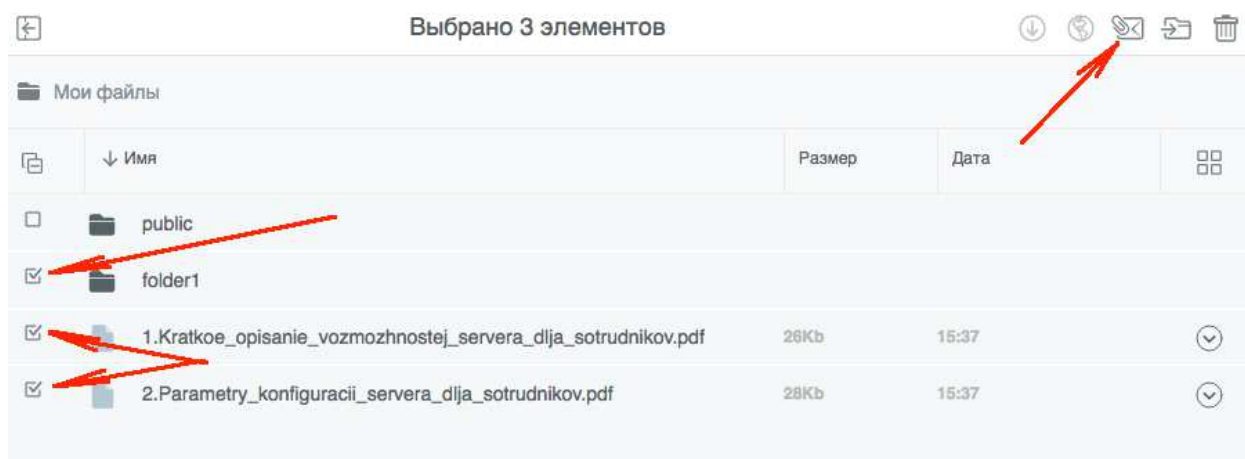 Выбрано 3 элементов
Мои файлы
Имя Размер Дата
public
folder1
1.Kratkoe_opisanie_vozmozhnostej_servera_dlja_sotrudnikov.pdf 26Kb 15:37
2.Parametry_konfiguracii_servera_dlja_sotrudnikov.pdf 28Kb 15:37